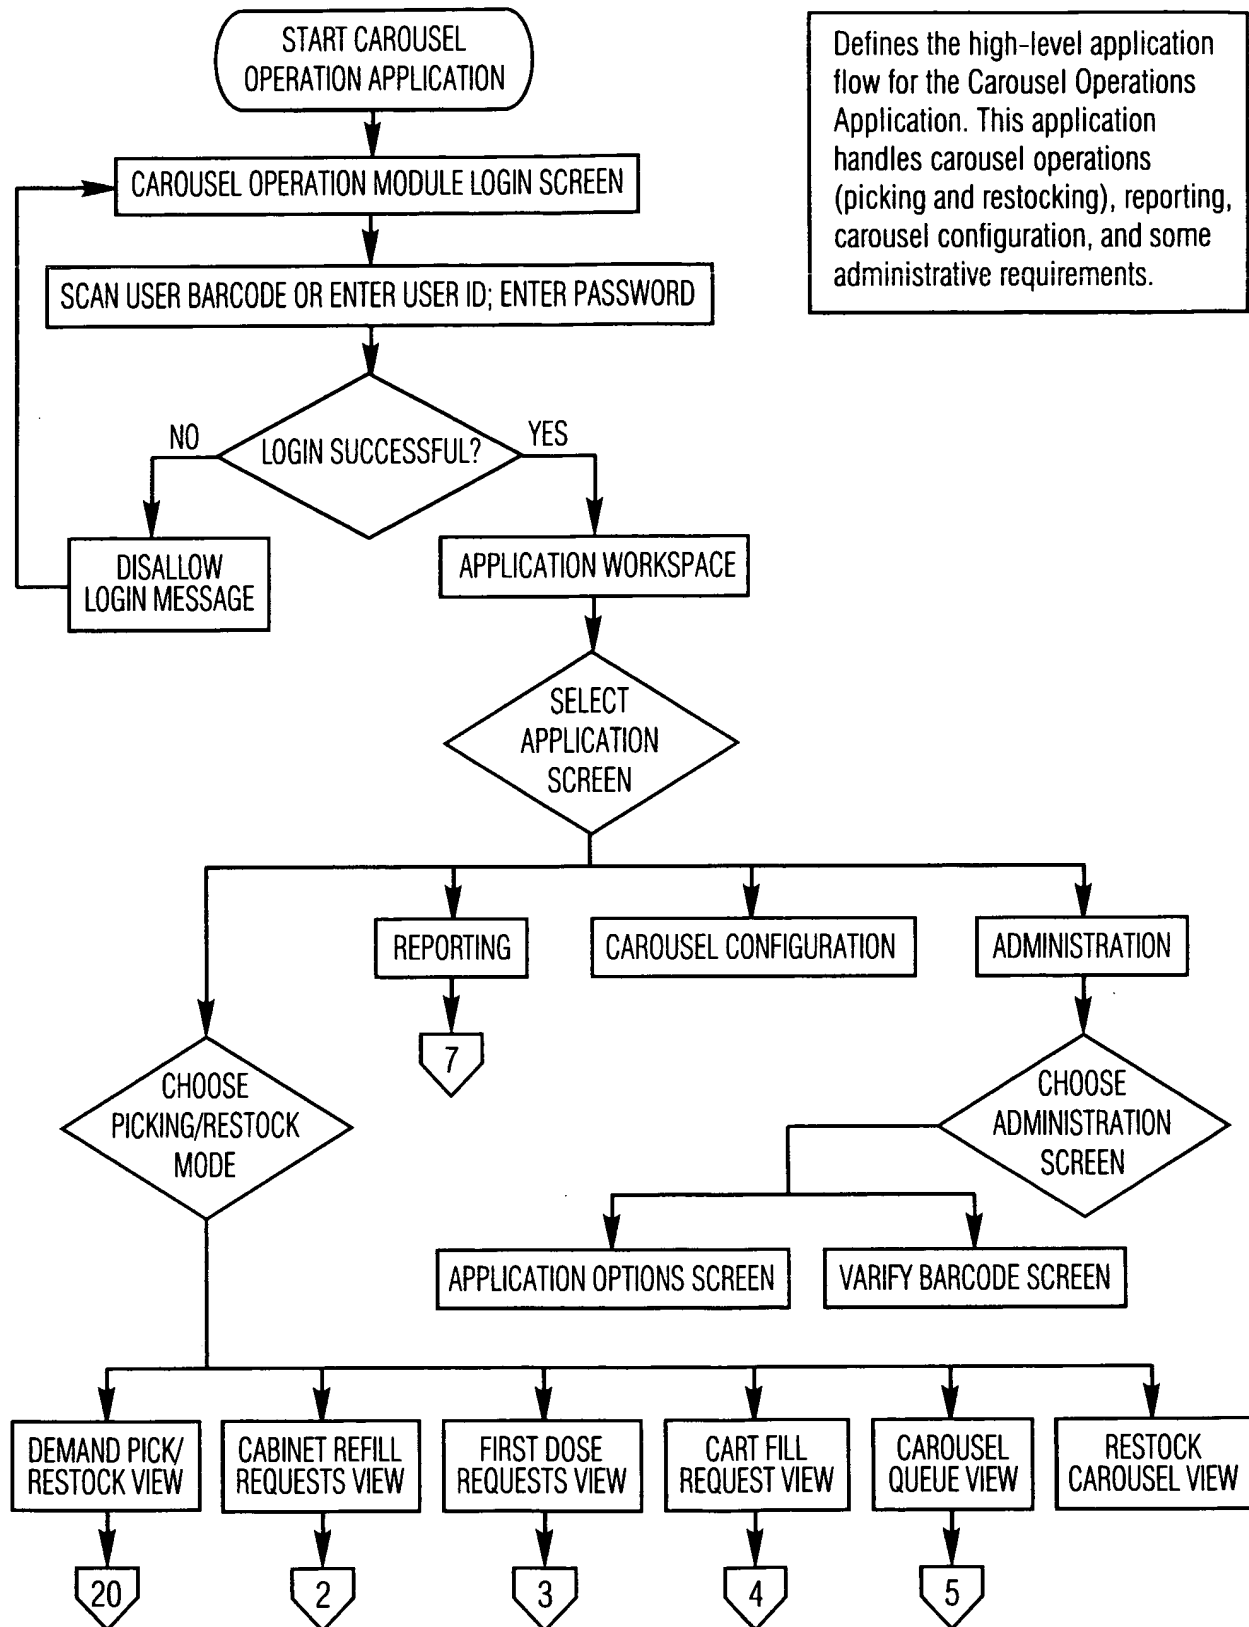 START CAROUSEL
OPERATION APPLICATION
Defines the high-level application
flow for the Carousel Operations
Application. This application
handles carousel operations
(picking and restocking), reporting,
carousel configuration, and some
administrative requirements.
CAROUSEL OPERATION MODULE LOGIN SCREEN
SCAN USER BARCODE OR ENTER USER ID; ENTER PASSWORD
LOGIN SUCCESSFUL?
NO
YES
DISALLOW
LOGIN MESSAGE
APPLICATION WORKSPACE
SELECT
APPLICATION
SCREEN
REPORTING
CAROUSEL CONFIGURATION
ADMINISTRATION
7
CHOOSE
PICKING/RESTOCK
MODE
CHOOSE
ADMINISTRATION
SCREEN
APPLICATION OPTIONS SCREEN
VARIFY BARCODE SCREEN
DEMAND PICK/
RESTOCK VIEW
CABINET REFILL
REQUESTS VIEW
FIRST DOSE
REQUESTS VIEW
CART FILL
REQUEST VIEW
CAROUSEL
QUEUE VIEW
RESTOCK
CAROUSEL VIEW
20
2
3
4
5